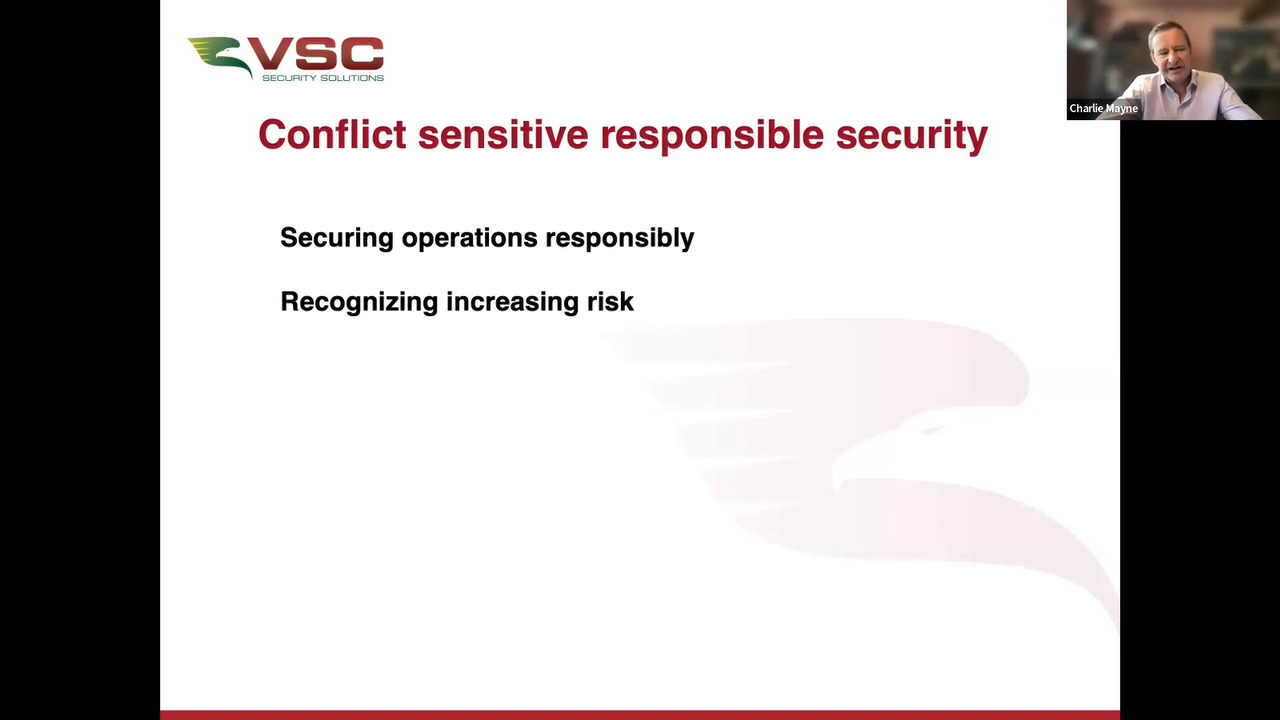 VSC
SECURITY SOLUTIONS
Charlie Mayne
Conflict sensitive responsible security
Securing operations responsibly
Recognizing increasing risk